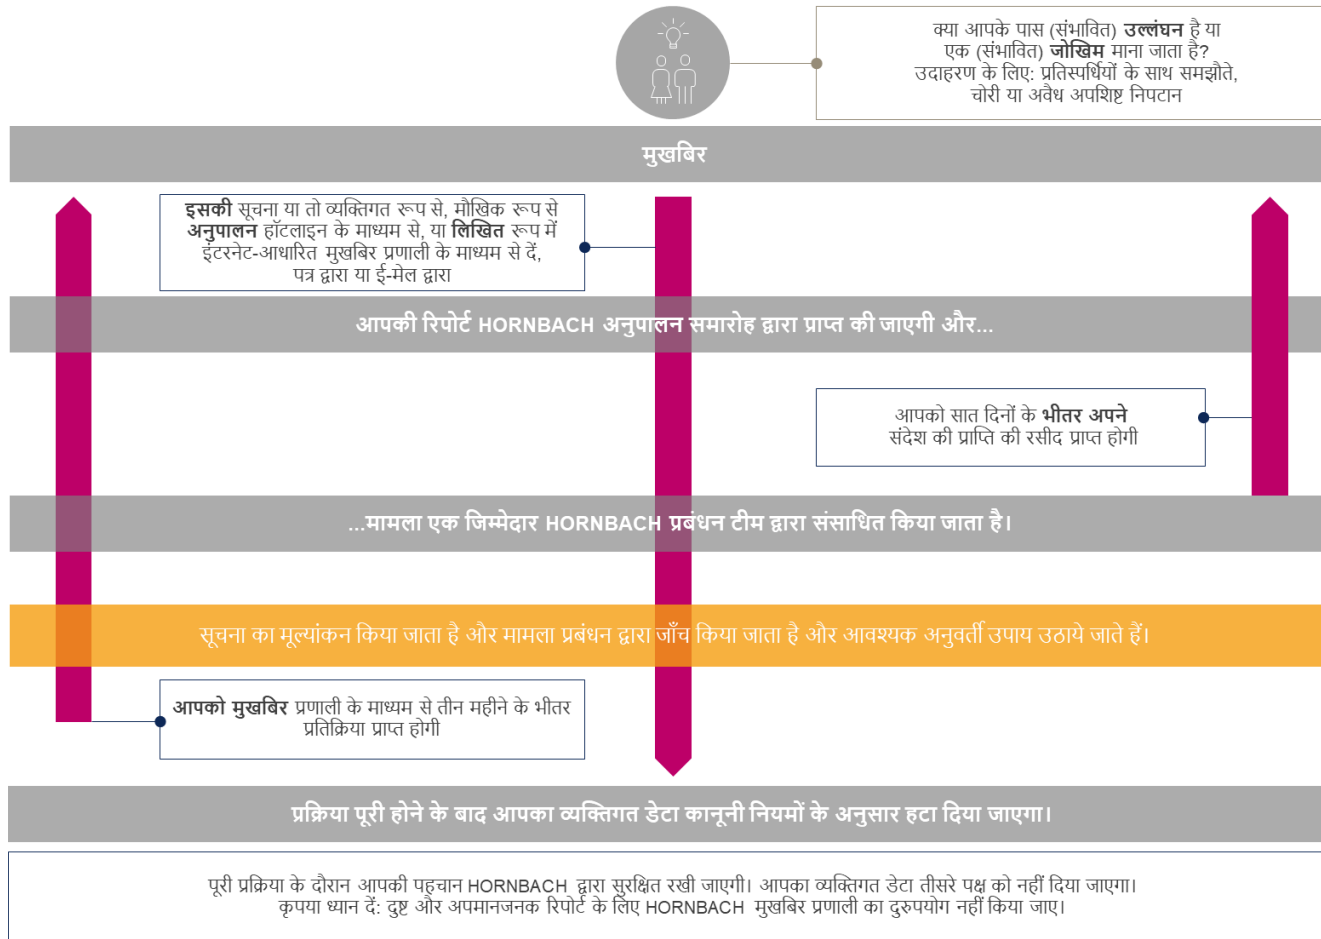 क्या आपके पास (संभावित) उल्लंघन है या
एक (संभावित) जोखिम माना जाता है?
उदाहरण के लिए: प्रतिस्पर्धियों के साथ समझौते,
चोरी या अवैध अपशिष्ट निपटान
मुखबिर
इसकी सूचना या तो व्यक्तिगत रूप से, मौखिक रूप से
अनुपालन हॉटलाइन के माध्यम से, या लिखित रूप में
इंटरनेट-आधारित मुखबिर प्रणाली के माध्यम से दें,
पत्र द्वारा या ई-मेल द्वारा
आपकी रिपोर्ट HORNBACH अनुपालन समारोह द्वारा प्राप्त की जाएगी और...
आपको सात दिनों के भीतर अपने
संदेश की प्राप्ति की रसीद प्राप्त होगी
...मामला एक जिम्मेदार HORNBACH प्रबंधन टीम द्वारा संसाधित किया जाता है।
सूचना का मूल्यांकन किया जाता है और मामला प्रबंधन द्वारा जाँच किया जाता है और आवश्यक अनुवर्ती उपाय उठाये जाते हैं।
आपको मुखबिर प्रणाली के माध्यम से तीन महीने के भीतर
प्रतिक्रिया प्राप्त होगी
प्रक्रिया पूरी होने के बाद आपका व्यक्तिगत डेटा कानूनी नियमों के अनुसार हटा दिया जाएगा।
पूरी प्रक्रिया के दौरान आपकी पहचान HORNBACH द्वारा सुरक्षित रखी जाएगी। आपका व्यक्तिगत डेटा तीसरे पक्ष को नहीं दिया जाएगा।
कृपया ध्यान दें: दुष्ट और अपमानजनक रिपोर्ट के लिए HORNBACH मुखबिर प्रणाली का दुरुपयोग नहीं किया जाए।